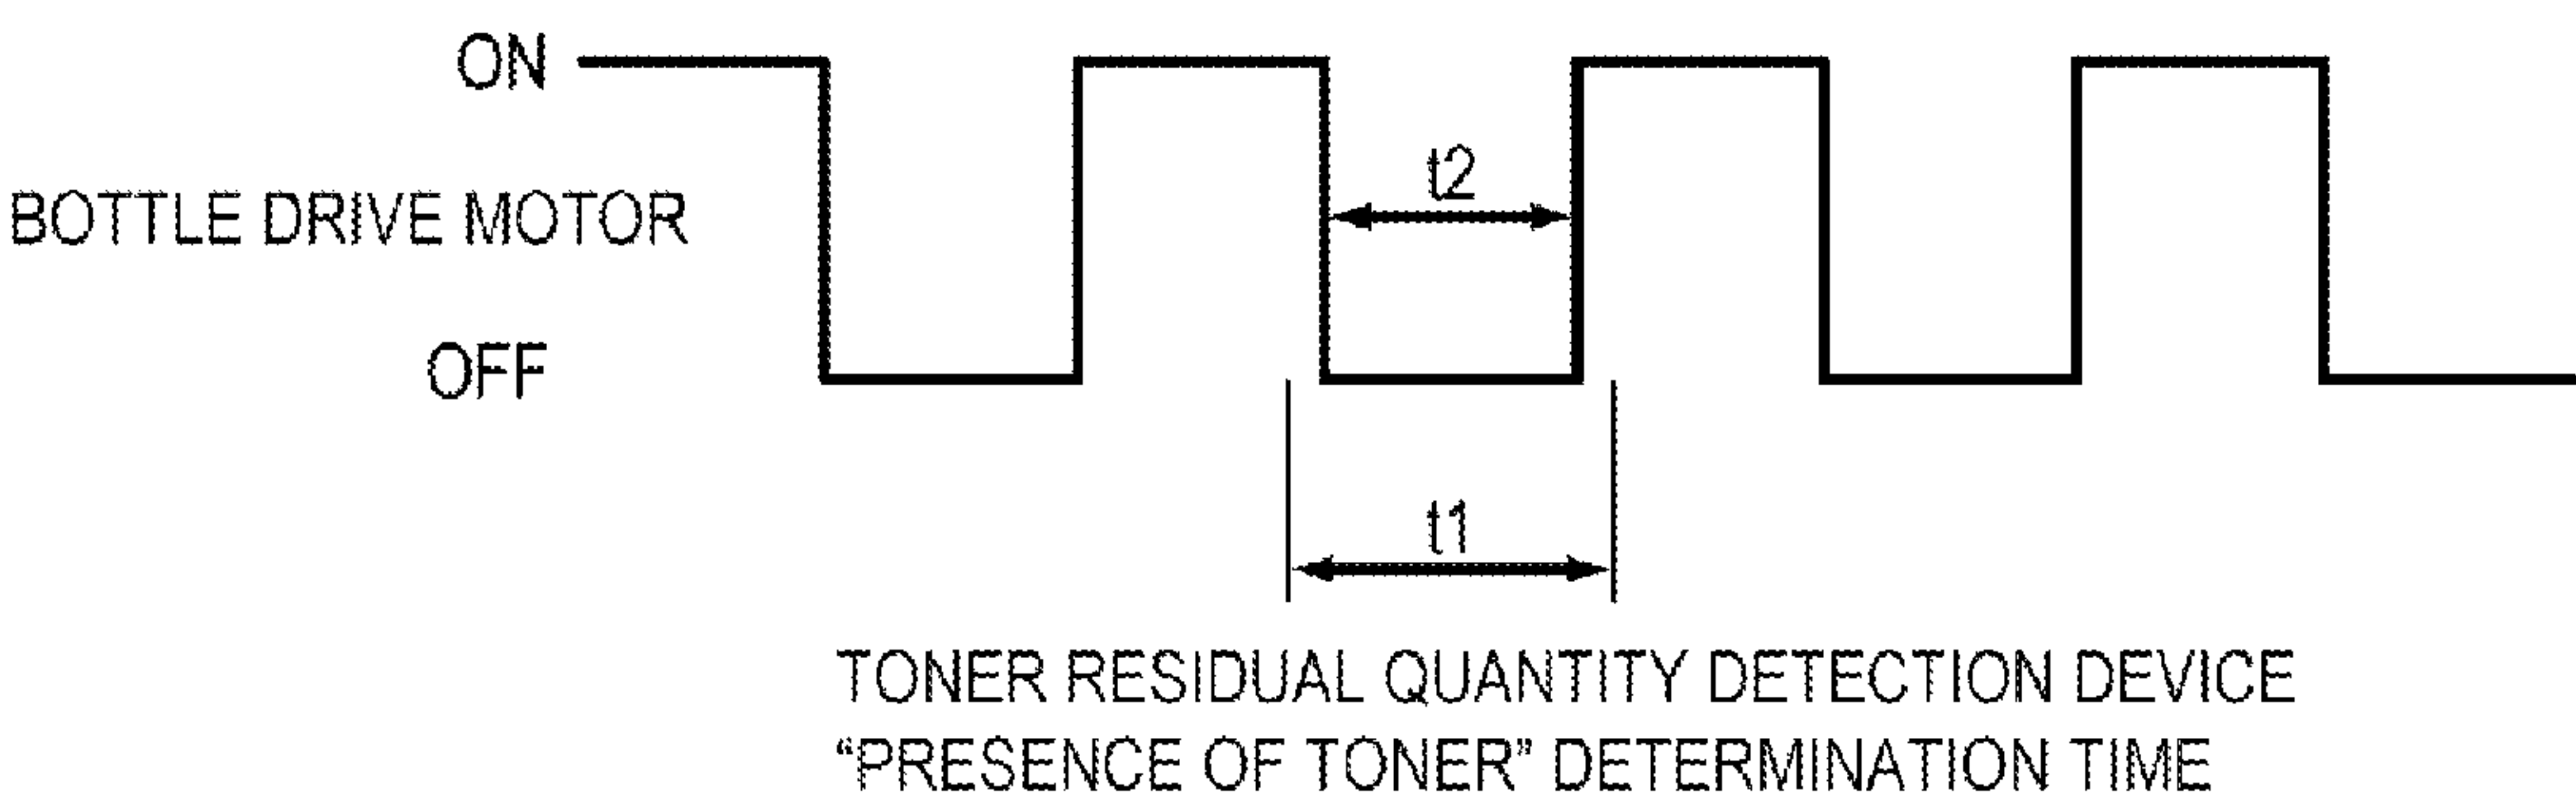 ON
BOTTLE DRIVE MOTOR
OFF
t2
t1
TONER RESIDUAL QUANTITY DETECTION DEVICE
“PRESENCE OF TONER” DETERMINATION TIME